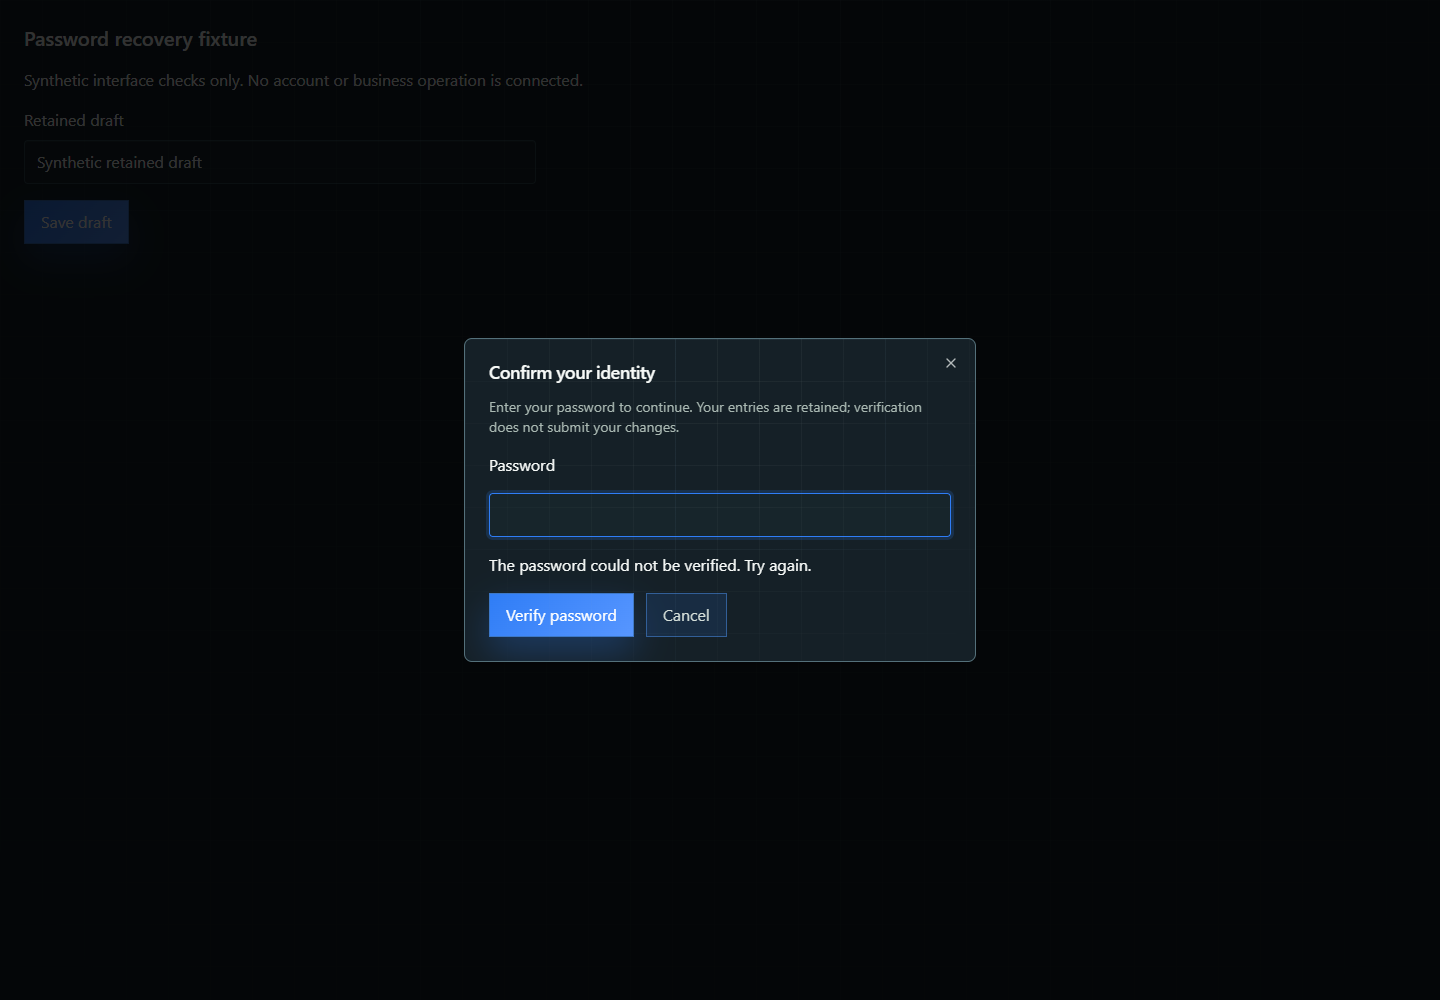 Password recovery fixture
Synthetic interface checks only. No account or business operation is connected.
Retained draft
Synthetic retained draft
Save draft
Confirm your identity
Enter your password to continue. Your entries are retained; verification
does not submit your changes.
Password
The password could not be verified. Try again.
Verify password
Cancel